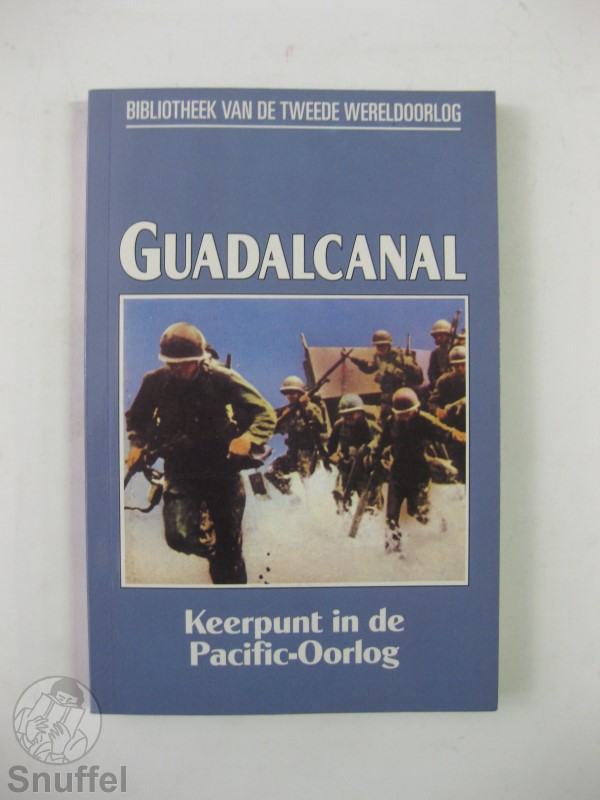 BIBLIOTHEEK VAN DE TWEEDE WERELDOORLOG
GUADALCANAL
Keerpunt in de
Pacific-Oorlog
Snuffel